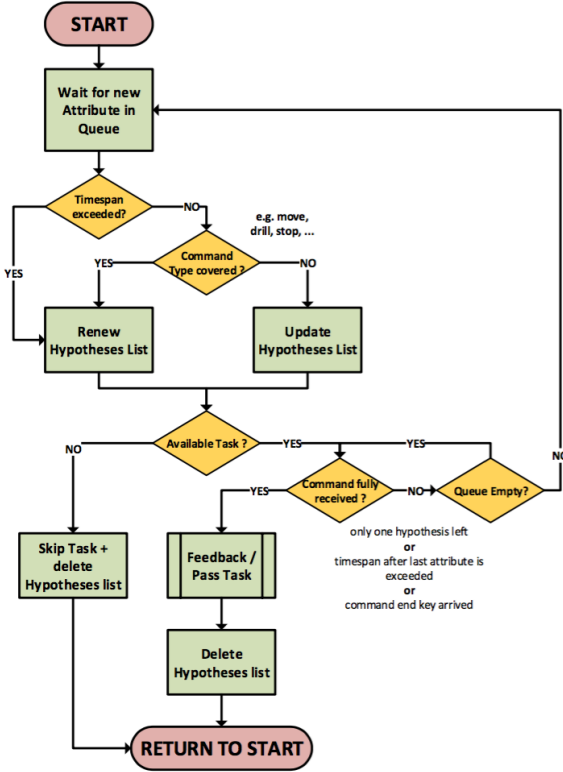 START
Wait for new
Attribute in
Queue
Timespan
exceeded?
NO
e.g. move,
drill, stop, ...
YES
Command
Type covered ?
YES
NO
Renew
Hypotheses List
Update
Hypotheses List
Available Task ?
NO
YES
YES
NO
Command fully
received ?
YES
NO
Queue Empty?
only one hypothesis left
or
timespan after last attribute is
exceeded
or
command end key arrived
Skip Task +
delete
Hypotheses list
Feedback /
Pass Task
Delete
Hypotheses list
RETURN TO START